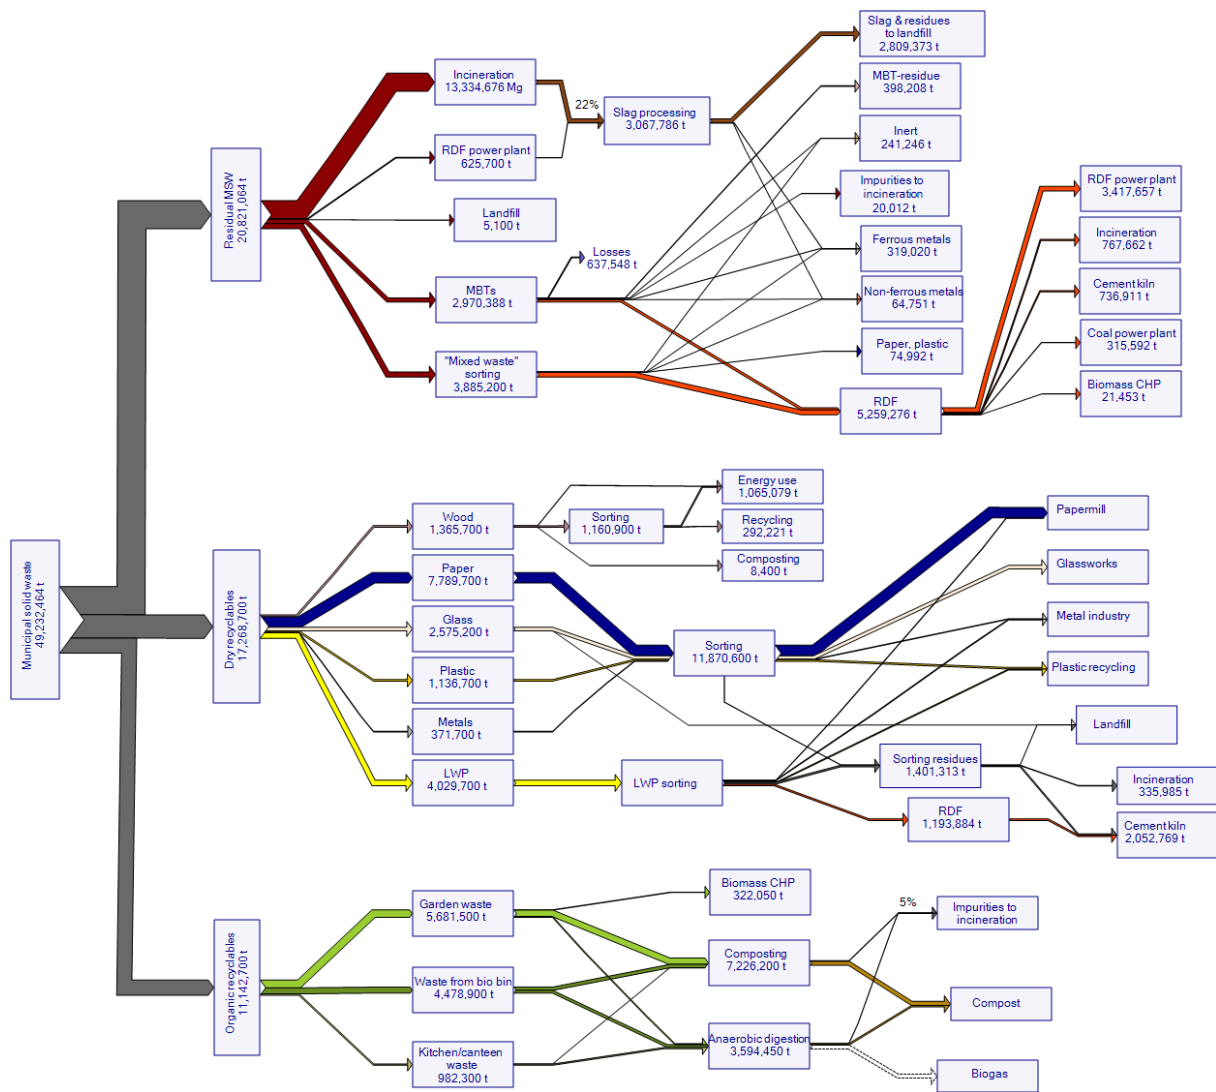 Municipal solid waste
49,232,464 t
Residual MSW
20,821,064 t
Incineration
13,334,676 Mg
22%
Slag processing
3,067,786 t
RDF power plant
625,700 t
Landfill
5,100 t
Losses
637,548 t
MBTs
2,970,388 t
"Mixed waste"
sorting
3,885,200 t
Slag & residues
to landfill
2,809,373 t
MBT-residue
398,208 t
Inert
241,246 t
Impurities to
incineration
20,012 t
Ferrous metals
319,020 t
Non-ferrous metals
64,751 t
Paper, plastic
74,992 t
RDF
5,259,276 t
RDF power plant
3,417,657 t
Incineration
767,662 t
Cement kiln
736,911 t
Coal power plant
315,592 t
Biomass CHP
21,453 t
Dry recyclables
17,268,700 t
Wood
1,365,700 t
Paper
7,789,700 t
Glass
2,575,200 t
Plastic
1,136,700 t
Metals
371,700 t
LWP
4,029,700 t
Sorting
1,160,900 t
Energy use
1,065,079 t
Recycling
292,221 t
Composting
8,400 t
Sorting
11,870,600 t
LWP sorting
Papermill
Glassworks
Metal industry
Plastic recycling
Landfill
Sorting residues
1,401,313 t
RDF
1,193,884 t
Incineration
335,985 t
Cement kiln
2,052,769 t
Organic recyclables
11,142,700 t
Garden waste
5,681,500 t
Waste from bio bin
4,478,900 t
Kitchen/canteen
waste
982,300 t
Biomass CHP
322,050 t
Composting
7,226,200 t
Anaerobic digestion
3,594,450 t
5%
Impurities to
incineration
Compost
Biogas